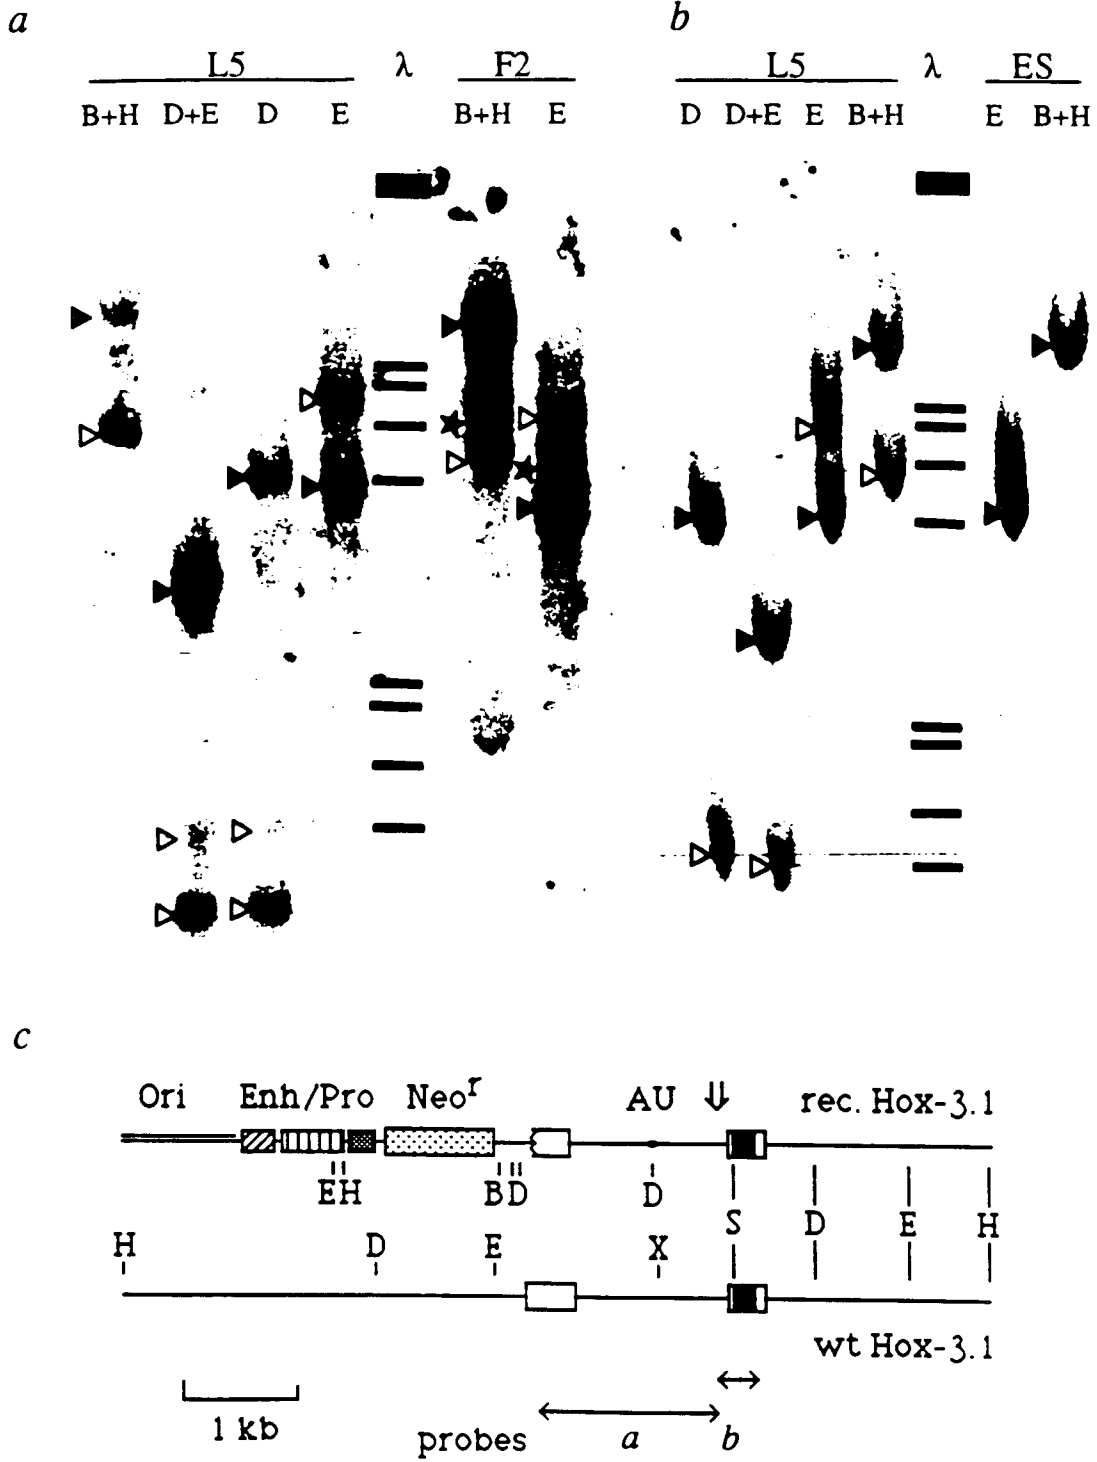 a
b
L5 λ F2
L5 λ ES
B+H D+E D E B+H E
D D+E E B+H E B+H
c
Ori Enh/Pro Neoʳ AU rec. Hox-3.1
E H B D D
S D E H
H D E X
wt Hox-3.1
1 kb
probes a b